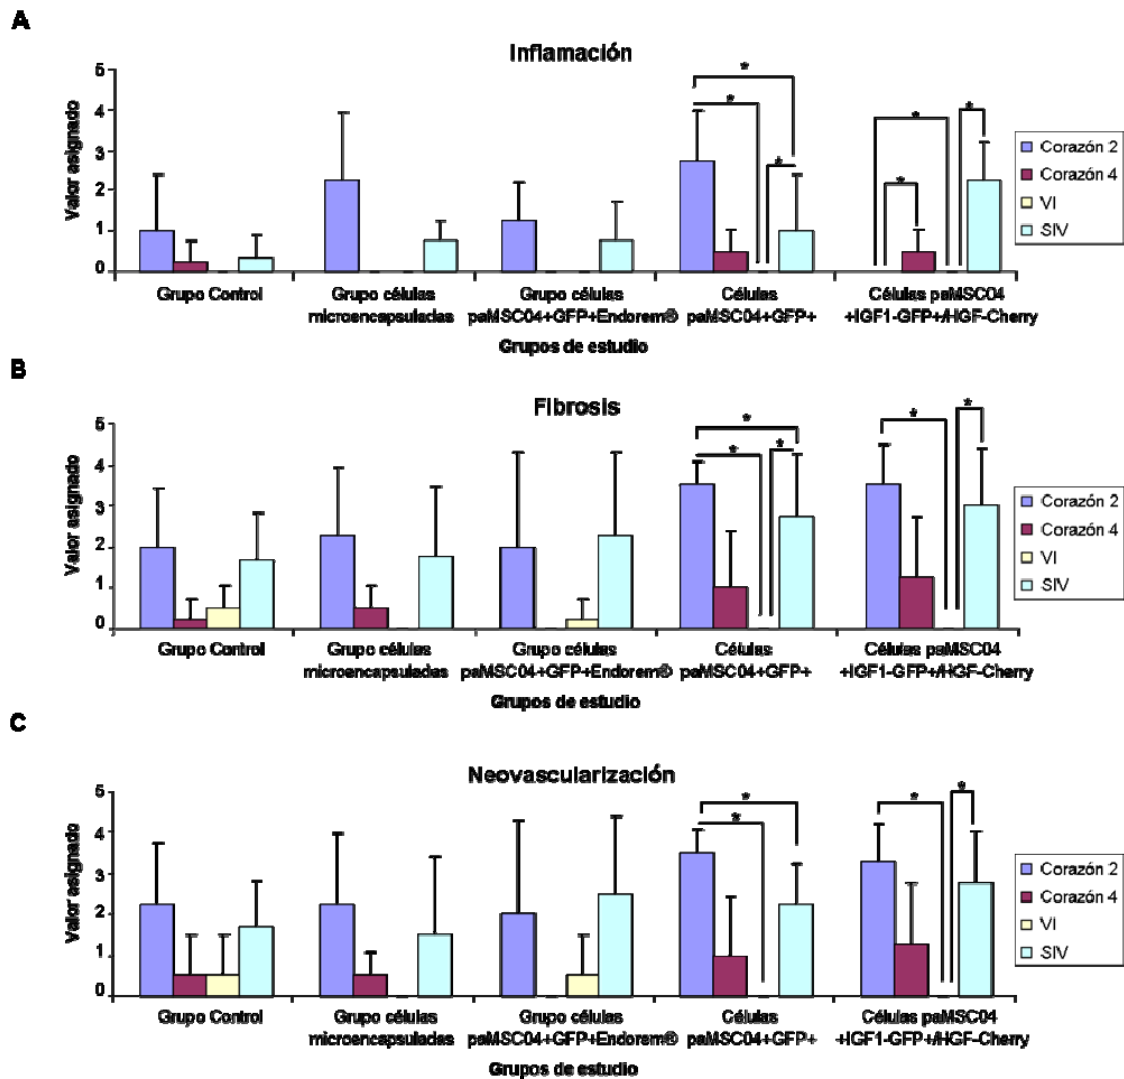 A
Inflamación
Valor asignado
5
4
3
2
1
0
* * * * * *
Corazón 2
Corazón 4
VI
SIV
Grupo Control
Grupo células
microencapsuladas
Grupo células
paMSC04+GFP+Endorem®
Células
paMSC04+GFP+
Células paMSC04
+IGF1-GFP+/HGF-Cherry
Grupos de estudio
B
Fibrosis
Valor asignado
5
4
3
2
1
0
* * * * *
Corazón 2
Corazón 4
VI
SIV
Grupo Control
Grupo células
microencapsuladas
Grupo células
paMSC04+GFP+Endorem®
Células
paMSC04+GFP+
Células paMSC04
+IGF1-GFP+/HGF-Cherry
Grupos de estudio
C
Neovascularización
Valor asignado
5
4
3
2
1
0
* * * *
Corazón 2
Corazón 4
VI
SIV
Grupo Control
Grupo células
microencapsuladas
Grupo células
paMSC04+GFP+Endorem®
Células
paMSC04+GFP+
Células paMSC04
+IGF1-GFP+/HGF-Cherry
Grupos de estudio